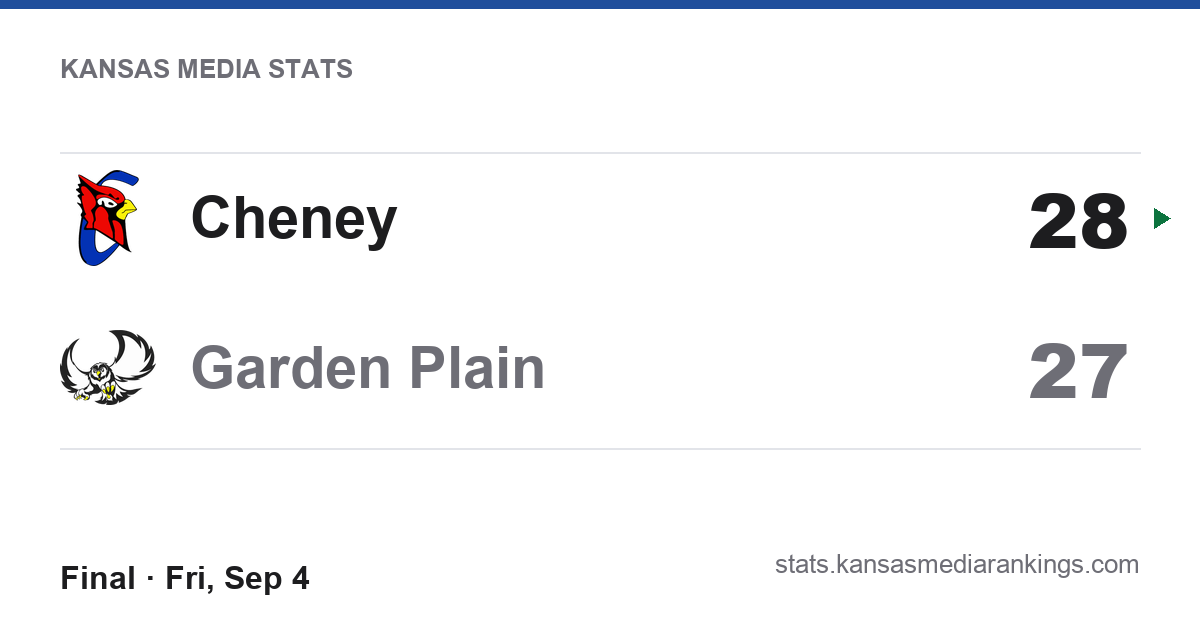 KANSAS MEDIA STATS
Cheney 28
Garden Plain 27
Final · Fri, Sep 4
stats.kansasmediarankings.com